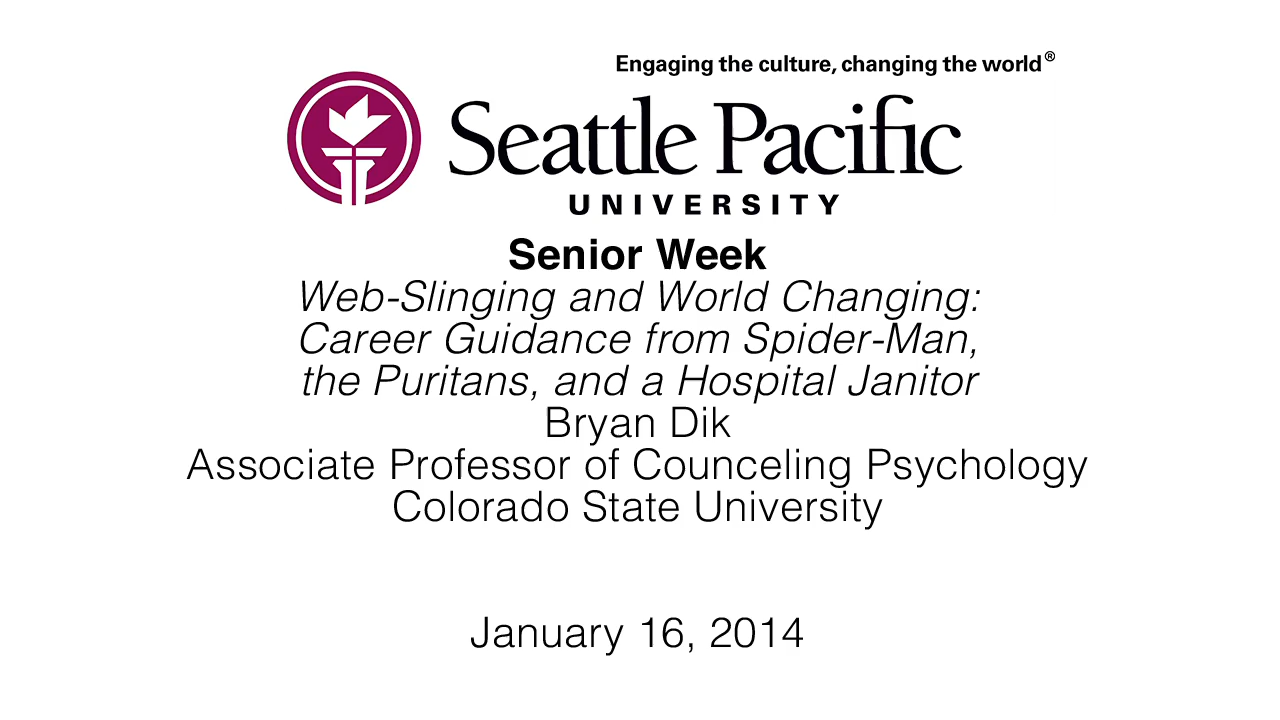 Engaging the culture, changing the world®
Seattle Pacific
UNIVERSITY
Senior Week
Web-Slinging and World Changing:
Career Guidance from Spider-Man,
the Puritans, and a Hospital Janitor
Bryan Dik
Associate Professor of Counceling Psychology
Colorado State University
January 16, 2014